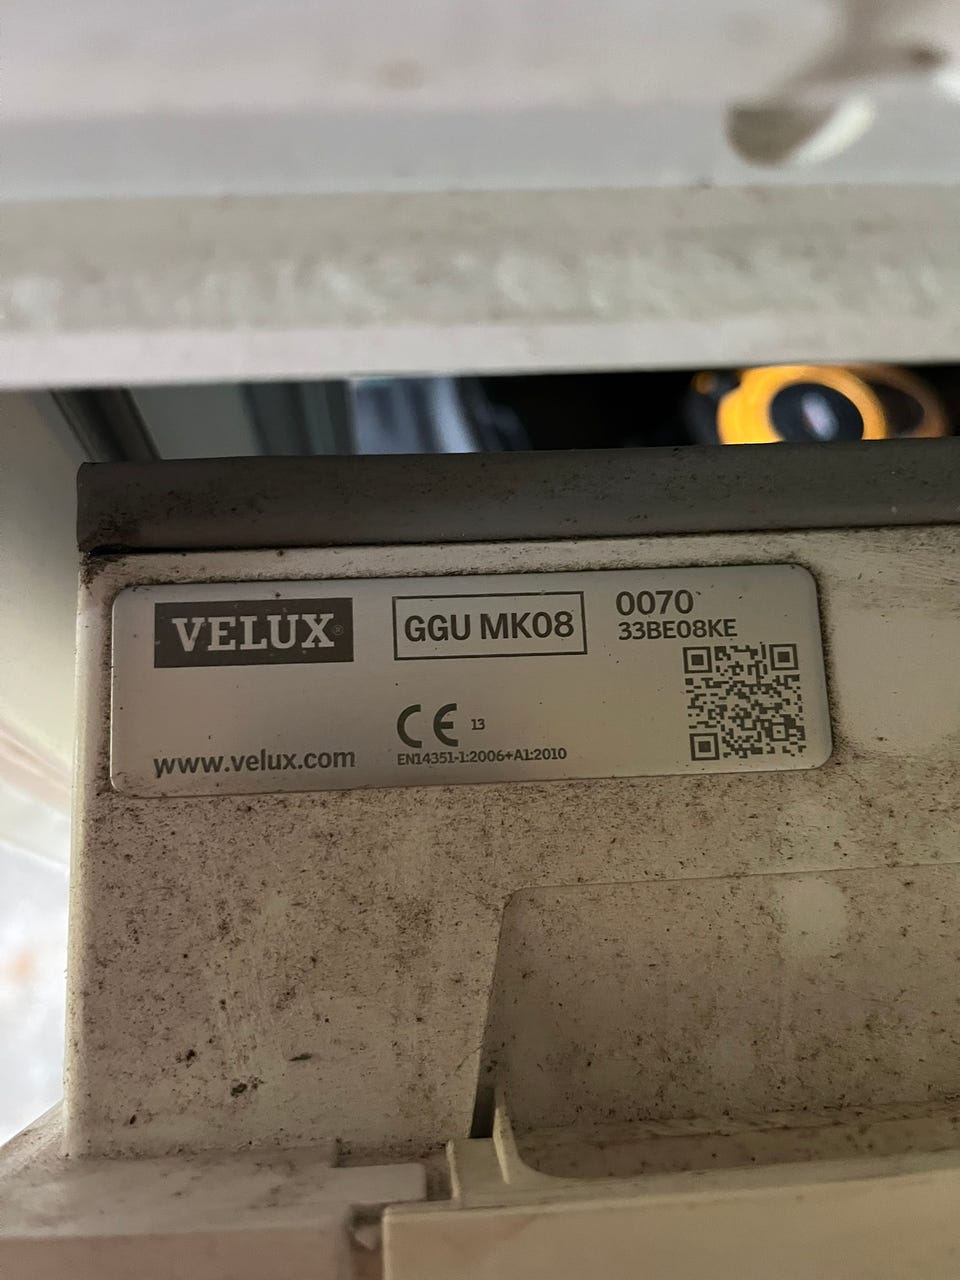 VELUX®
GGU MK08
0070
33BE08KE
CE 13
www.velux.com
EN14351-1:2006+A1:2010